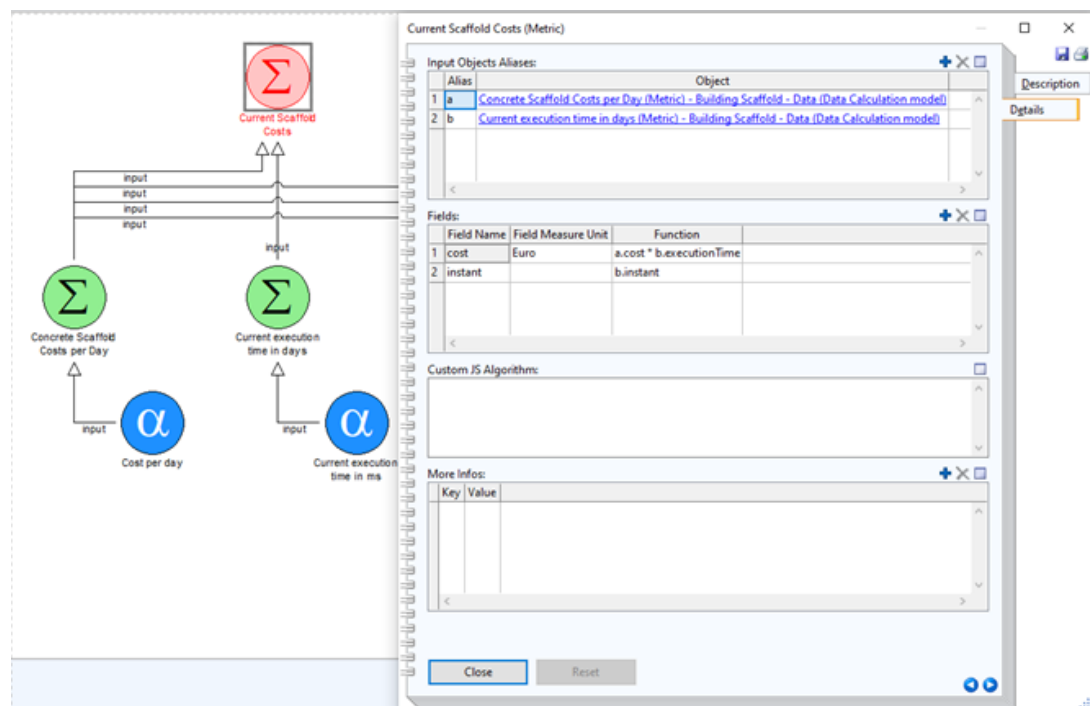 Σ
Current Scaffold
Costs
input
input
input
input
input
Σ
Concrete Scaffold
Costs per Day
Σ
Current execution
time in days
input
α
Cost per day
input
α
Current execution
time in ms
Current Scaffold Costs (Metric)
Description
Details
Input Objects Aliases:
Alias Object
1 a Concrete Scaffold Costs per Day (Metric) - Building Scaffold - Data (Data Calculation model)
2 b Current execution time in days (Metric) - Building Scaffold - Data (Data Calculation model)
Fields:
Field Name Field Measure Unit Function
1 cost Euro a.cost * b.executionTime
2 instant b.instant
Custom JS Algorithm:
More Infos:
Key Value
Close Reset